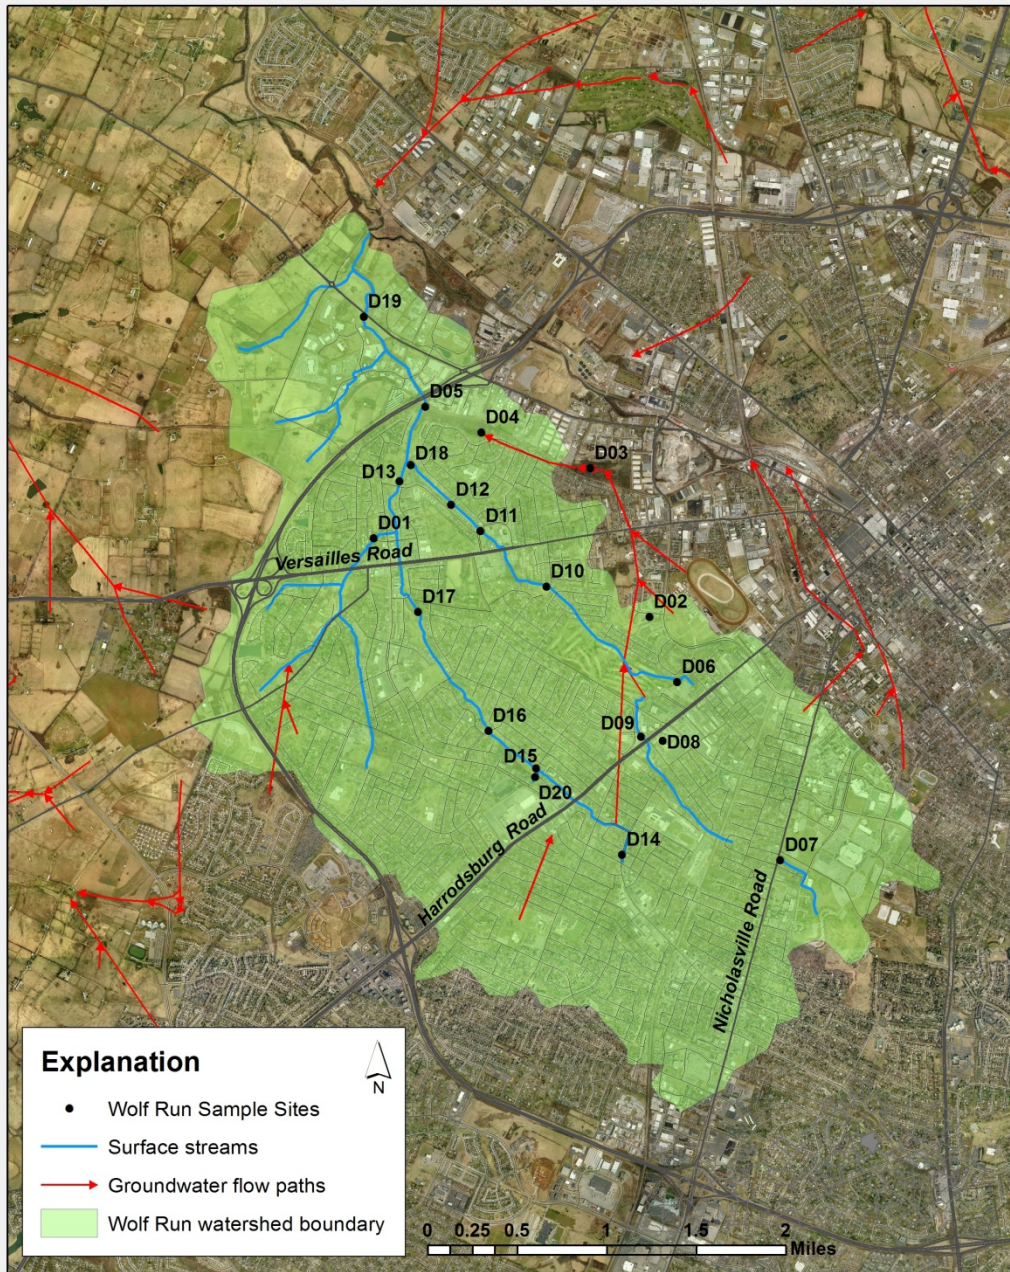 D19
D05
D04
D03
D18
D13
D12
D11
D01
Versailles Road
D10
D17
D02
D06
D16
D09
D08
D15
D20
Harrodsburg Road
D14
D07
Nicholasville Road
Explanation
N
Wolf Run Sample Sites
Surface streams
Groundwater flow paths
Wolf Run watershed boundary
0 0.25 0.5 1 1.5 2
Miles